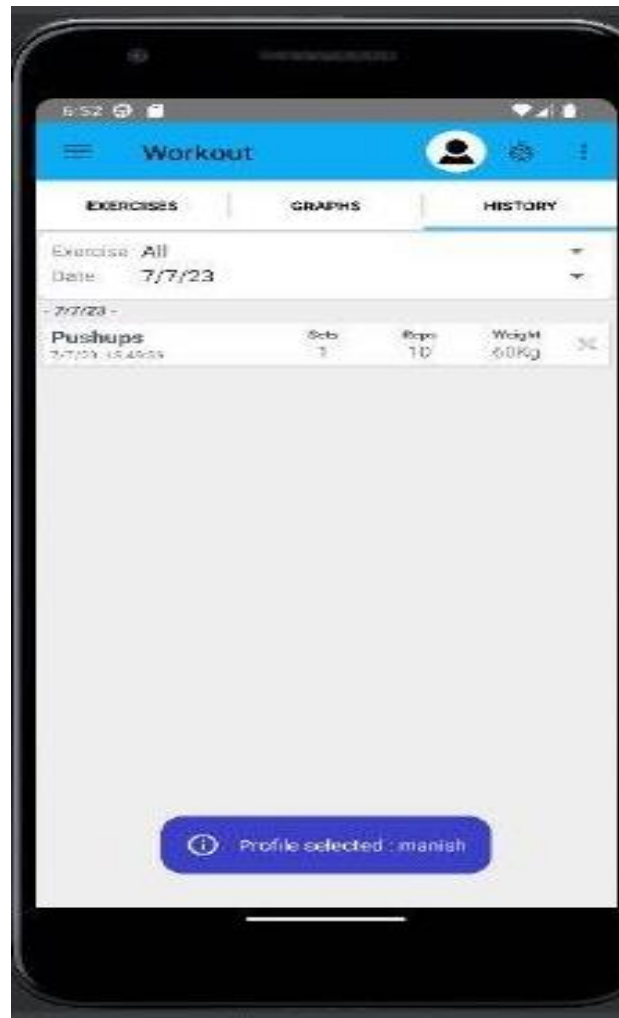 6:52
Workout
EXERCISES GRAPHS HISTORY
Exercise All
Date 7/7/23
- 7/7/23 -
Pushups Sets Reps Weight
1 10 60Kg
Profile selected : manish